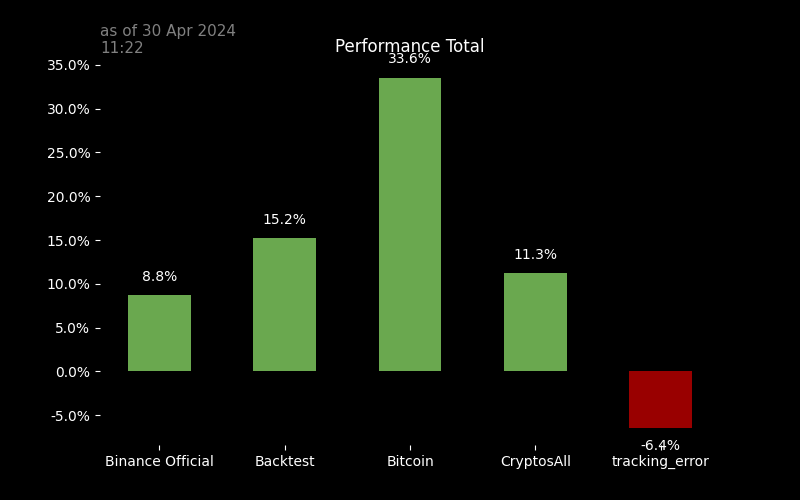 as of 30 Apr 2024
11:22
Performance Total
35.0%
30.0%
25.0%
20.0%
15.0%
10.0%
5.0%
0.0%
-5.0%
8.8%
15.2%
33.6%
11.3%
-6.4%
Binance Official
Backtest
Bitcoin
CryptosAll
tracking_error